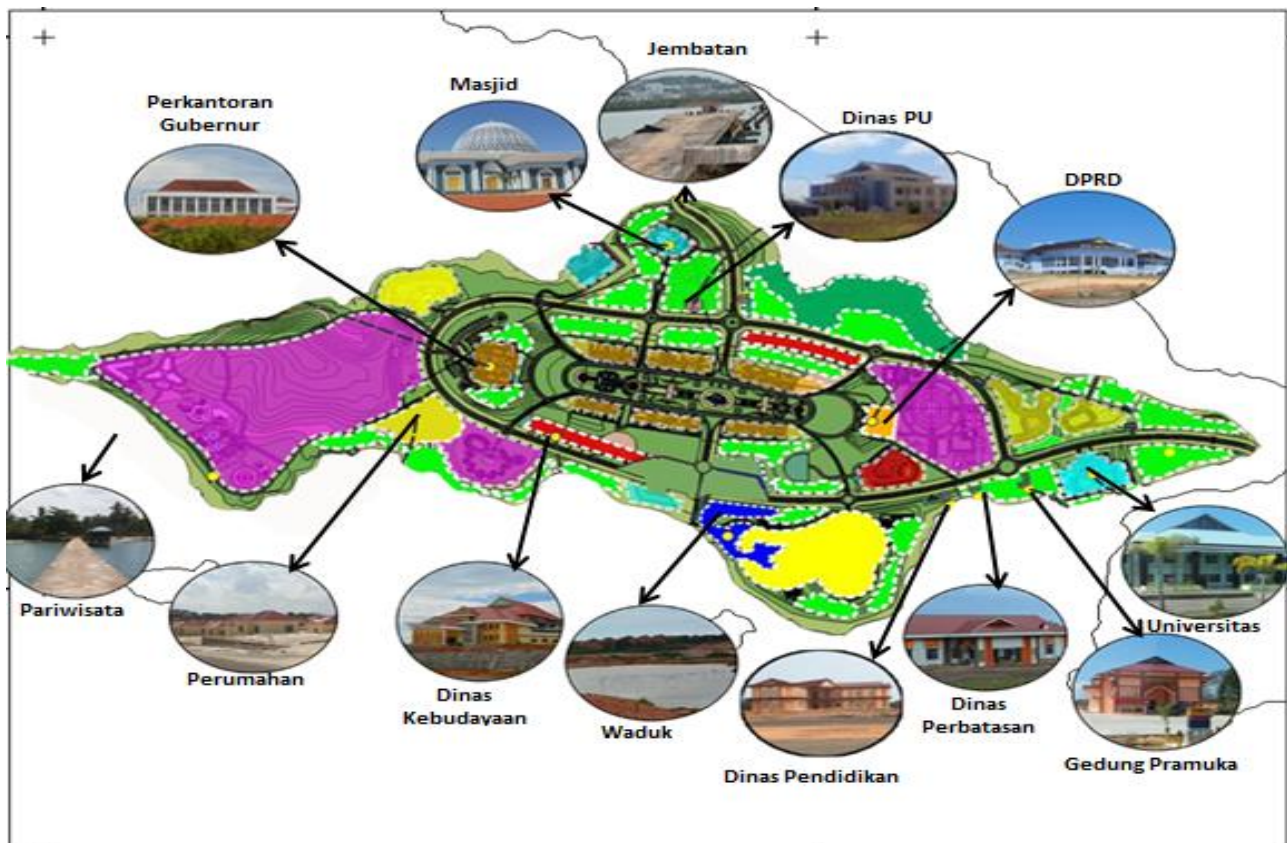 Jembatan
Masjid
Perkantoran
Gubernur
Dinas PU
DPRD
Pariwisata
Perumahan
Dinas
Kebudayaan
Waduk
Dinas Pendidikan
Dinas
Perbatasan
Universitas
Gedung Pramuka